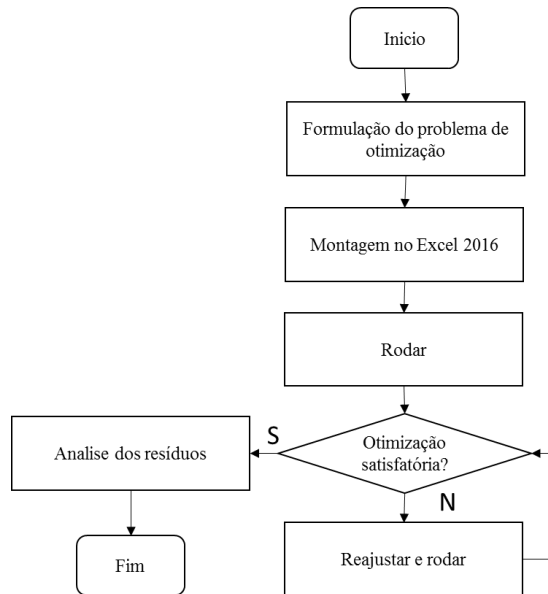 Inicio
Formulação do problema de
otimização
Montagem no Excel 2016
Rodar
Otimização
satisfatória?
S
Analise dos resíduos
N
Fim
Reajustar e rodar